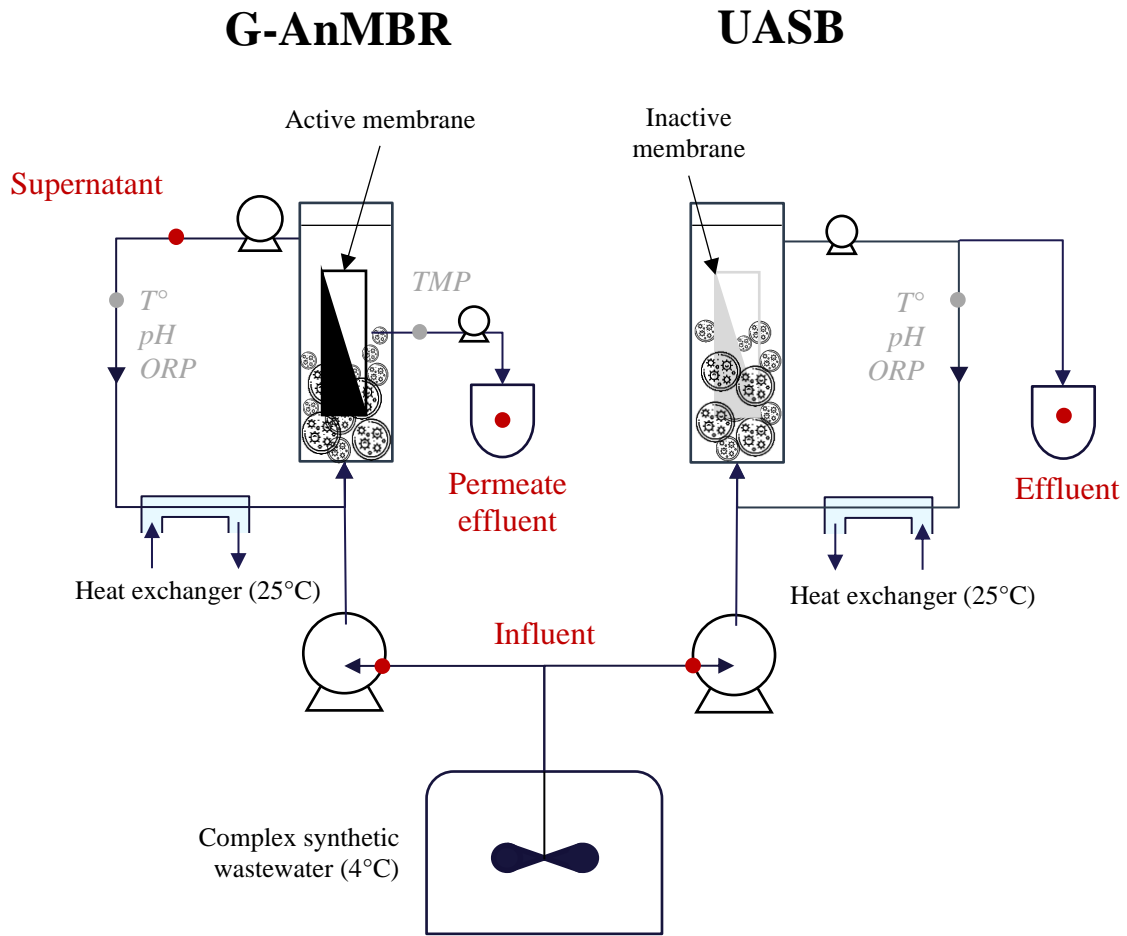 G-AnMBR
UASB
Active membrane
Inactive
membrane
Supernatant
TMP
T°
pH
ORP
T°
pH
ORP
Permeate
effluent
Effluent
Heat exchanger (25°C)
Heat exchanger (25°C)
Influent
Complex synthetic
wastewater (4°C)